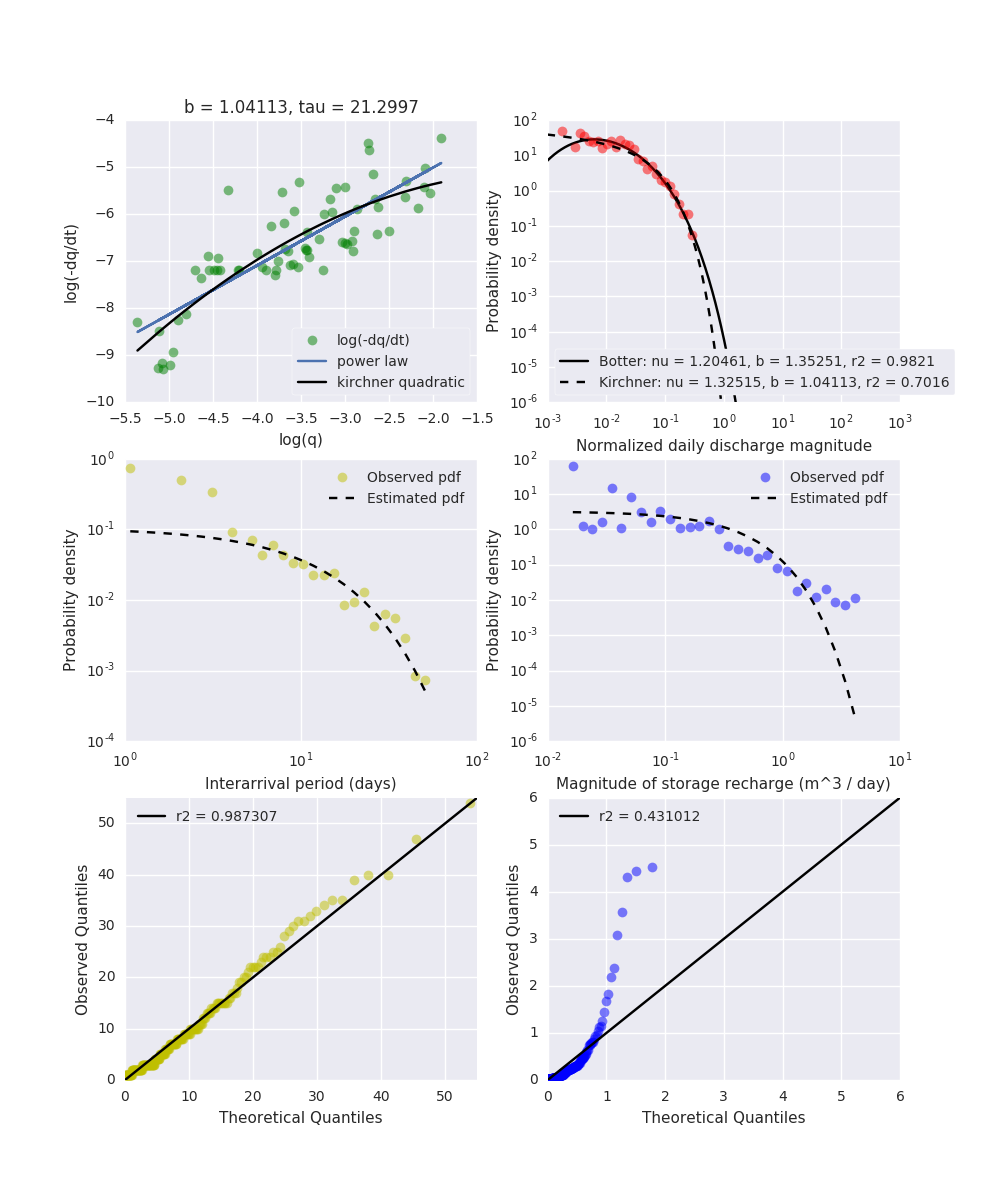 b = 1.04113, tau = 21.2997
−4
−5
−6
−7
−8
−9
−10
log(-dq/dt)
log(-dq/dt)
power law
kirchner quadratic
−5.5 −5.0 −4.5 −4.0 −3.5 −3.0 −2.5 −2.0 −1.5
log(q)
10^2
10^1
10^0
10^-1
10^-2
10^-3
10^-4
10^-5
10^-6
Probability density
Botter: nu = 1.20461, b = 1.35251, r2 = 0.9821
Kirchner: nu = 1.32515, b = 1.04113, r2 = 0.7016
10^-3 10^-2 10^-1 10^0 10^1 10^2 10^3
Normalized daily discharge magnitude
10^0
10^-1
10^-2
10^-3
10^-4
Probability density
Observed pdf
Estimated pdf
10^0 10^1 10^2
Interarrival period (days)
10^2
10^1
10^0
10^-1
10^-2
10^-3
10^-4
10^-5
10^-6
Probability density
Observed pdf
Estimated pdf
10^-2 10^-1 10^0 10^1
Magnitude of storage recharge (m^3 / day)
50
40
30
20
10
0
Observed Quantiles
r2 = 0.987307
0 10 20 30 40 50
Theoretical Quantiles
6
5
4
3
2
1
0
Observed Quantiles
r2 = 0.431012
0 1 2 3 4 5 6
Theoretical Quantiles